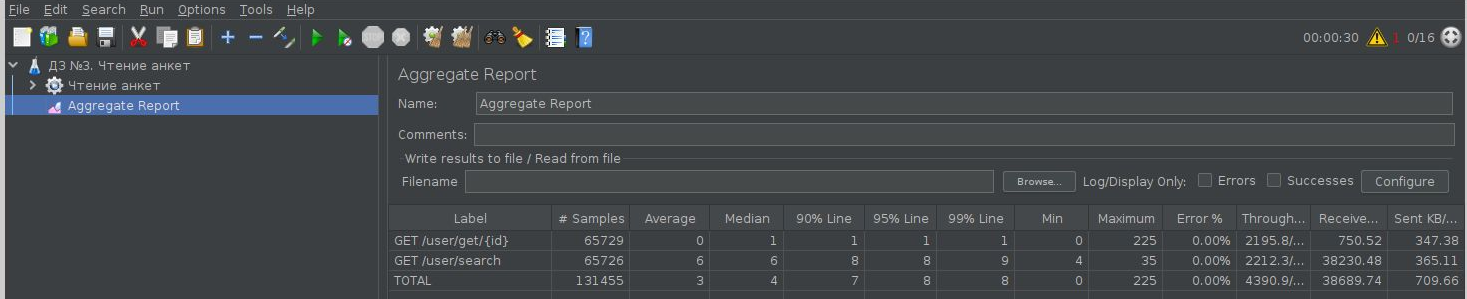 File Edit Search Run Options Tools Help
00:00:30 1 0/16
ДЗ №3. Чтение анкет
Чтение анкет
Aggregate Report
Aggregate Report
Name: Aggregate Report
Comments:
Write results to file / Read from file
Filename Browse... Log/Display Only: Errors Successes Configure
Label # Samples Average Median 90% Line 95% Line 99% Line Min Maximum Error % Through... Receive... Sent KB/...
GET /user/get/{id} 65729 0 1 1 1 1 0 225 0.00% 2195.8/... 750.52 347.38
GET /user/search 65726 6 6 8 8 9 4 35 0.00% 2212.3/... 38230.48 365.11
TOTAL 131455 3 4 7 8 8 0 225 0.00% 4390.9/... 38689.74 709.66